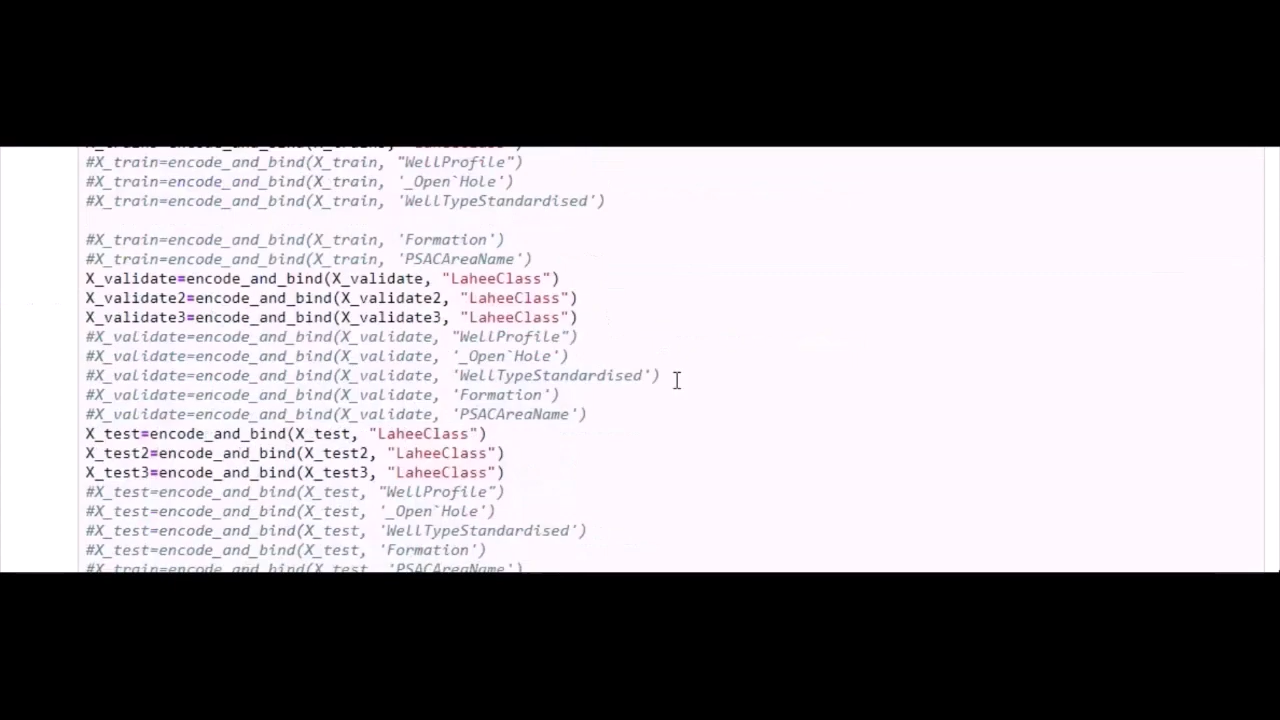 #X_train=encode_and_bind(X_train, "WellProfile")
#X_train=encode_and_bind(X_train, '_Open`Hole')
#X_train=encode_and_bind(X_train, 'WellTypeStandardised')
#X_train=encode_and_bind(X_train, 'Formation')
#X_train=encode_and_bind(X_train, 'PSACAreaName')
X_validate=encode_and_bind(X_validate, "LaheeClass")
X_validate2=encode_and_bind(X_validate2, "LaheeClass")
X_validate3=encode_and_bind(X_validate3, "LaheeClass")
#X_validate=encode_and_bind(X_validate, "WellProfile")
#X_validate=encode_and_bind(X_validate, '_Open`Hole')
#X_validate=encode_and_bind(X_validate, 'WellTypeStandardised')
#X_validate=encode_and_bind(X_validate, 'Formation')
#X_validate=encode_and_bind(X_validate, 'PSACAreaName')
X_test=encode_and_bind(X_test, "LaheeClass")
X_test2=encode_and_bind(X_test2, "LaheeClass")
X_test3=encode_and_bind(X_test3, "LaheeClass")
#X_test=encode_and_bind(X_test, "WellProfile")
#X_test=encode_and_bind(X_test, '_Open`Hole')
#X_test=encode_and_bind(X_test, 'WellTypeStandardised')
#X_test=encode_and_bind(X_test, 'Formation')
#X_train=encode_and_bind(X_test, 'PSACAreaName')